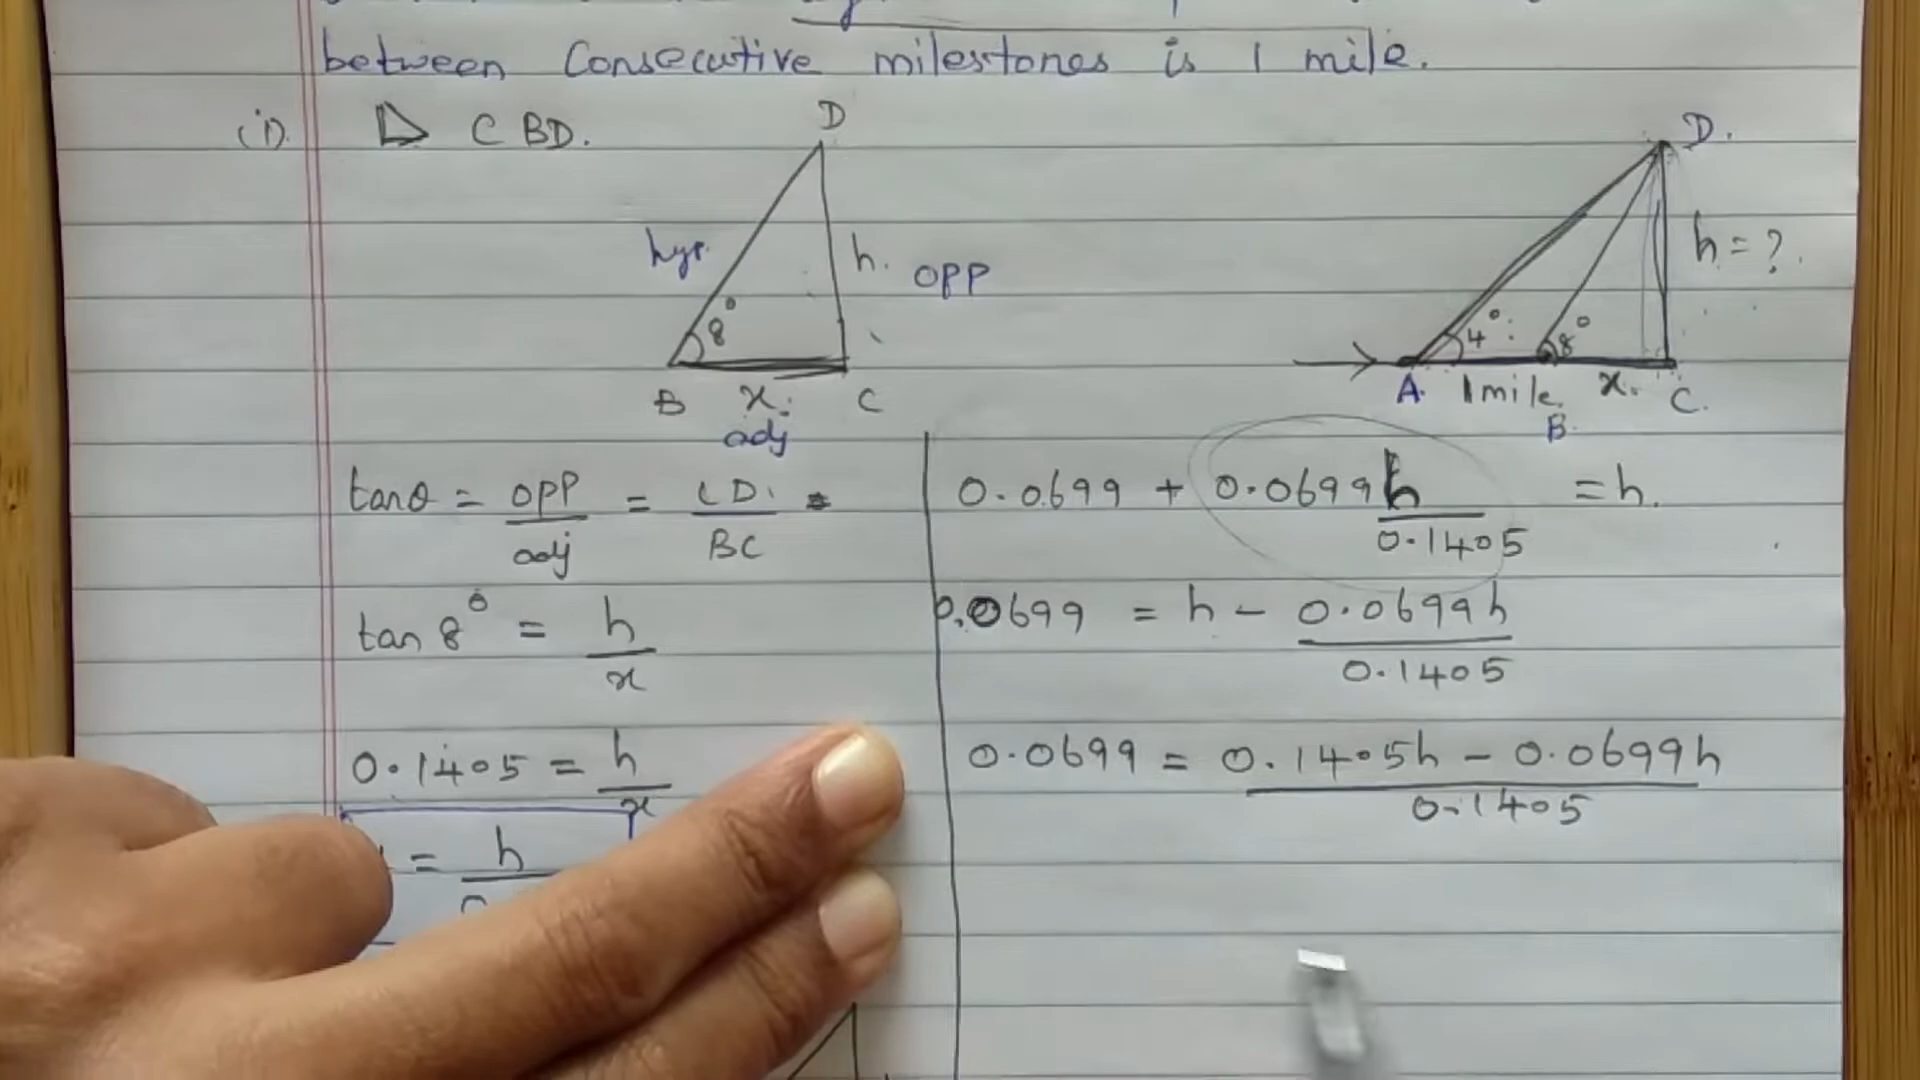 between Consecutive milestones is 1 mile.
(i). ▷ CBD.
D
hyp.
h.
OPP
8°
B
x.
C
adj
D.
h = ?
4°
8°
A.
1 mile
x.
C.
B.
tanθ = OPP/adj = CD/BC =
tan 8° = h/x
0.1405 = h/x
= h
0.0699 + 0.0699h/0.1405 = h.
0.0699 = h - 0.0699h/0.1405
0.0699 = 0.1405h - 0.0699h/0.1405